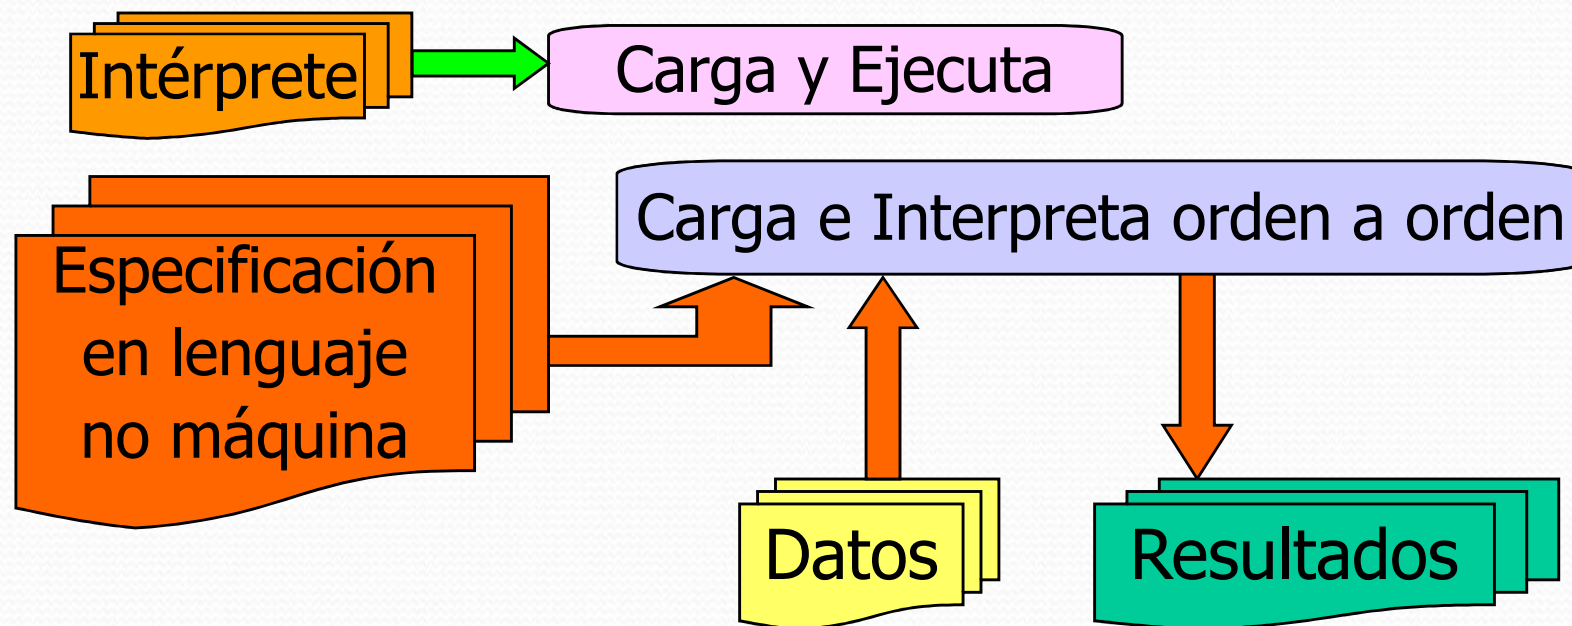 Intérprete
Carga y Ejecuta
Carga e Interpreta orden a orden
Especificación
en lenguaje
no máquina
Datos
Resultados